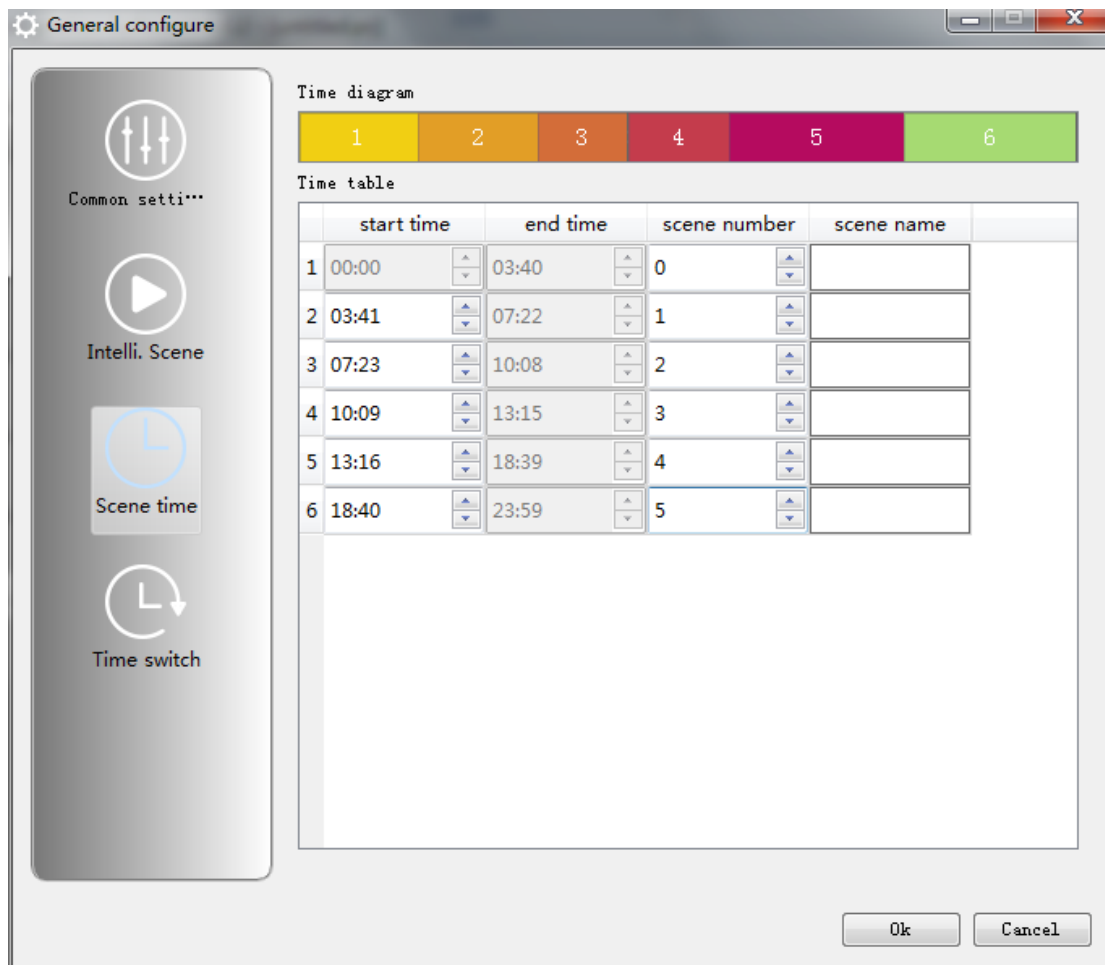 General configure
Common setti…
Intelli. Scene
Scene time
Time switch
Time diagram
1 2 3 4 5 6
Time table
start time end time scene number scene name
1 00:00 03:40 0
2 03:41 07:22 1
3 07:23 10:08 2
4 10:09 13:15 3
5 13:16 18:39 4
6 18:40 23:59 5
Ok Cancel